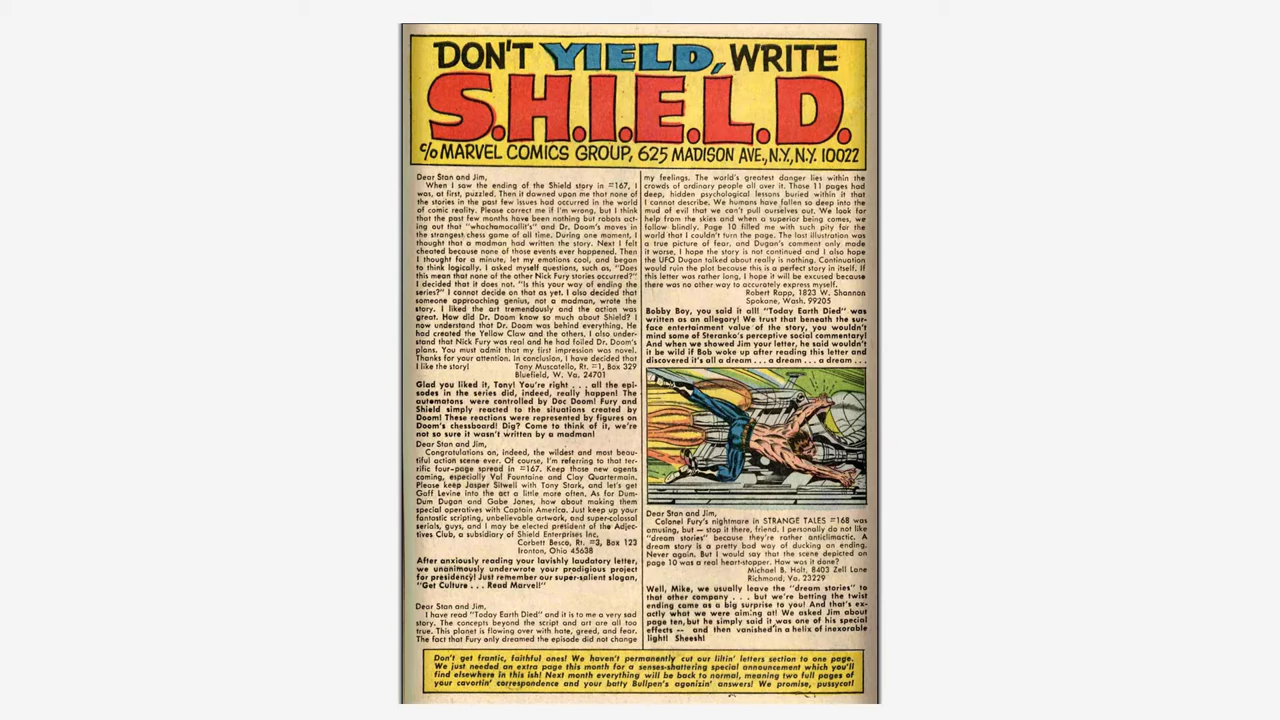 DON'T YIELD, WRITE
S.H.I.E.L.D.
c/o MARVEL COMICS GROUP, 625 MADISON AVE., N.Y., N.Y. 10022
Dear Stan and Jim,
When I saw the ending of the Shield story in #167, I
was, at first, puzzled. Then it dawned upon me that none of
the stories in the past few issues had occurred in the world
of comic reality. Please correct me if I'm wrong, but I think
that the past few months have been nothing but robots act-
ing out that "whachamacallit's" and Dr. Doom's moves in
the strangest chess game of all time. During one moment, I
thought that a madman had written the story. Next I felt
cheated because none of those events ever happened. Then
I thought for a minute, let my emotions cool, and began
to think logically. I asked myself questions, such as, "Does
this mean that none of the other Nick Fury stories occurred?"
I decided that it does not. "Is this your way of ending the
series?" I cannot decide on that as yet. I also decided that
someone approaching genius, not a madman, wrote the
story. I liked the art tremendously and the action was
great. How did Dr. Doom know so much about Shield? I
now understand that Dr. Doom was behind everything. He
had created the Yellow Claw and the others. I also under-
stand that Nick Fury was real and he had foiled Dr. Doom's
plans. You must admit that my first impression was novel.
Thanks for your attention. In conclusion, I have decided that
I like the story!
Tony Muscatello, Rt. #1, Box 329
Bluefield, W. Va. 24701
Glad you liked it, Tony! You're right . . . all the epi-
sodes in the series did, indeed, really happen! The
automatons were controlled by Doc Doom! Fury and
Shield simply reacted to the situations created by
Doom! These reactions were represented by figures on
Doom's chessboard! Dig? Come to think of it, we're
not so sure it wasn't written by a madman!
Dear Stan and Jim,
Congratulations on, indeed, the wildest and most beau-
tiful action scene ever. Of course, I'm referring to that ter-
rific four-page spread in #167. Keep those new agents
coming, especially Val Fountaine and Clay Quartermain.
Please keep Jasper Sitwell with Tony Stark, and let's get
Gaff Levine into the act a little more often. As for Dum-
Dum Dugan and Gabe Jones, how about making them
special operatives with Captain America. Just keep up your
fantastic scripting, unbelievable artwork, and super-colossal
serials, guys, and I may be elected president of the Adjec-
tives Club, a subsidiary of Shield Enterprises Inc.
Corbett Besco, Rt. #3, Box 123
Ironton, Ohio 45638
After anxiously reading your lavishly laudatory letter,
we unanimously underwrote your prodigious project
for presidency! Just remember our super-salient slogan,
"Get Culture . . . Read Marvel!"
Dear Stan and Jim,
I have read "Today Earth Died" and it is to me a very sad
story. The concepts beyond the script and art are all too
true. This planet is flowing over with hate, greed, and fear.
The fact that Fury only dreamed the episode did not change
my feelings. The world's greatest danger lies within the
crowds of ordinary people all over it. Those 11 pages had
deep, hidden psychological lessons buried within it that
I cannot describe. We humans have fallen so deep into the
mud of evil that we can't pull ourselves out. We look for
help from the skies and when a superior being comes, we
follow blindly. Page 10 filled me with such pity for the
world that I couldn't turn the page. The last illustration was
a true picture of fear, and Dugan's comment only made
it worse. I hope the story is not continued and I also hope
the UFO Dugan talked about really is nothing. Continuation
would ruin the plot because this is a perfect story in itself. If
this letter was rather long, I hope it will be excused because
there was no other way to accurately express myself.
Robert Rapp, 1823 W. Shannon
Spokane, Wash. 99205
Bobby Boy, you said it all! "Today Earth Died" was
written as an allegory! We trust that beneath the sur-
face entertainment value of the story, you wouldn't
mind some of Steranko's perceptive social commentary!
And when we showed Jim your letter, he said wouldn't
it be wild if Bob woke up after reading this letter and
discovered it's all a dream . . . a dream . . . a dream . . .
Dear Stan and Jim,
Colonel Fury's nightmare in STRANGE TALES #168 was
amusing, but — stop it there, friend. I personally do not like
"dream stories" because they're rather anticlimactic. A
dream story is a pretty bad way of ducking an ending.
Never again. But I would say that the scene depicted on
page 10 was a real heart-stopper. How was it done?
Michael B. Holt, 8403 Zell Lane
Richmond, Va. 23229
Well, Mike, we usually leave the "dream stories" to
that other company . . . but we're betting the twist
ending came as a big surprise to you! And that's ex-
actly what we were aiming at! We asked Jim about
page ten, but he simply said it was one of his special
effects -- and then vanished in a helix of inexorable
light! Sheesh!
Don't get frantic, faithful ones! We haven't permanently cut our liltin' letters section to one page.
We just needed an extra page this month for a senses-shattering special announcement which you'll
find elsewhere in this ish! Next month everything will be back to normal, meaning two full pages of
your cavortin' correspondence and your batty Bullpen's agonizin' answers! We promise, pussycat!